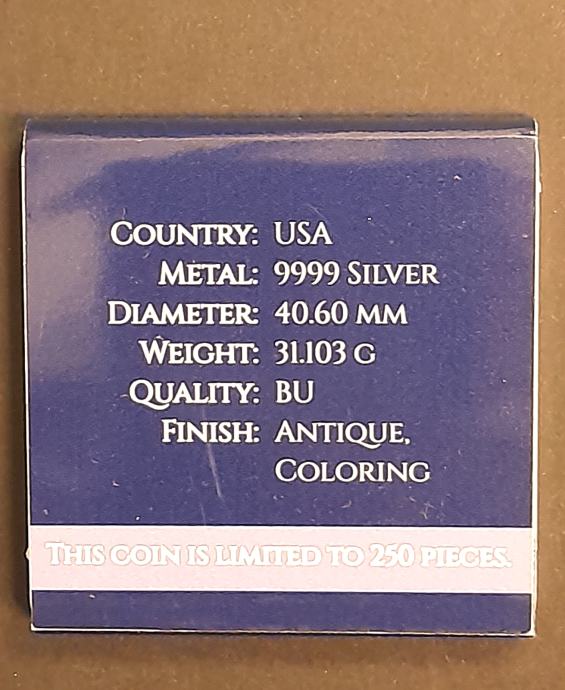 COUNTRY: USA
METAL: 9999 SILVER
DIAMETER: 40.60 MM
WEIGHT: 31.103 G
QUALITY: BU
FINISH: ANTIQUE,
COLORING
THIS COIN IS LIMITED TO 250 PIECES.